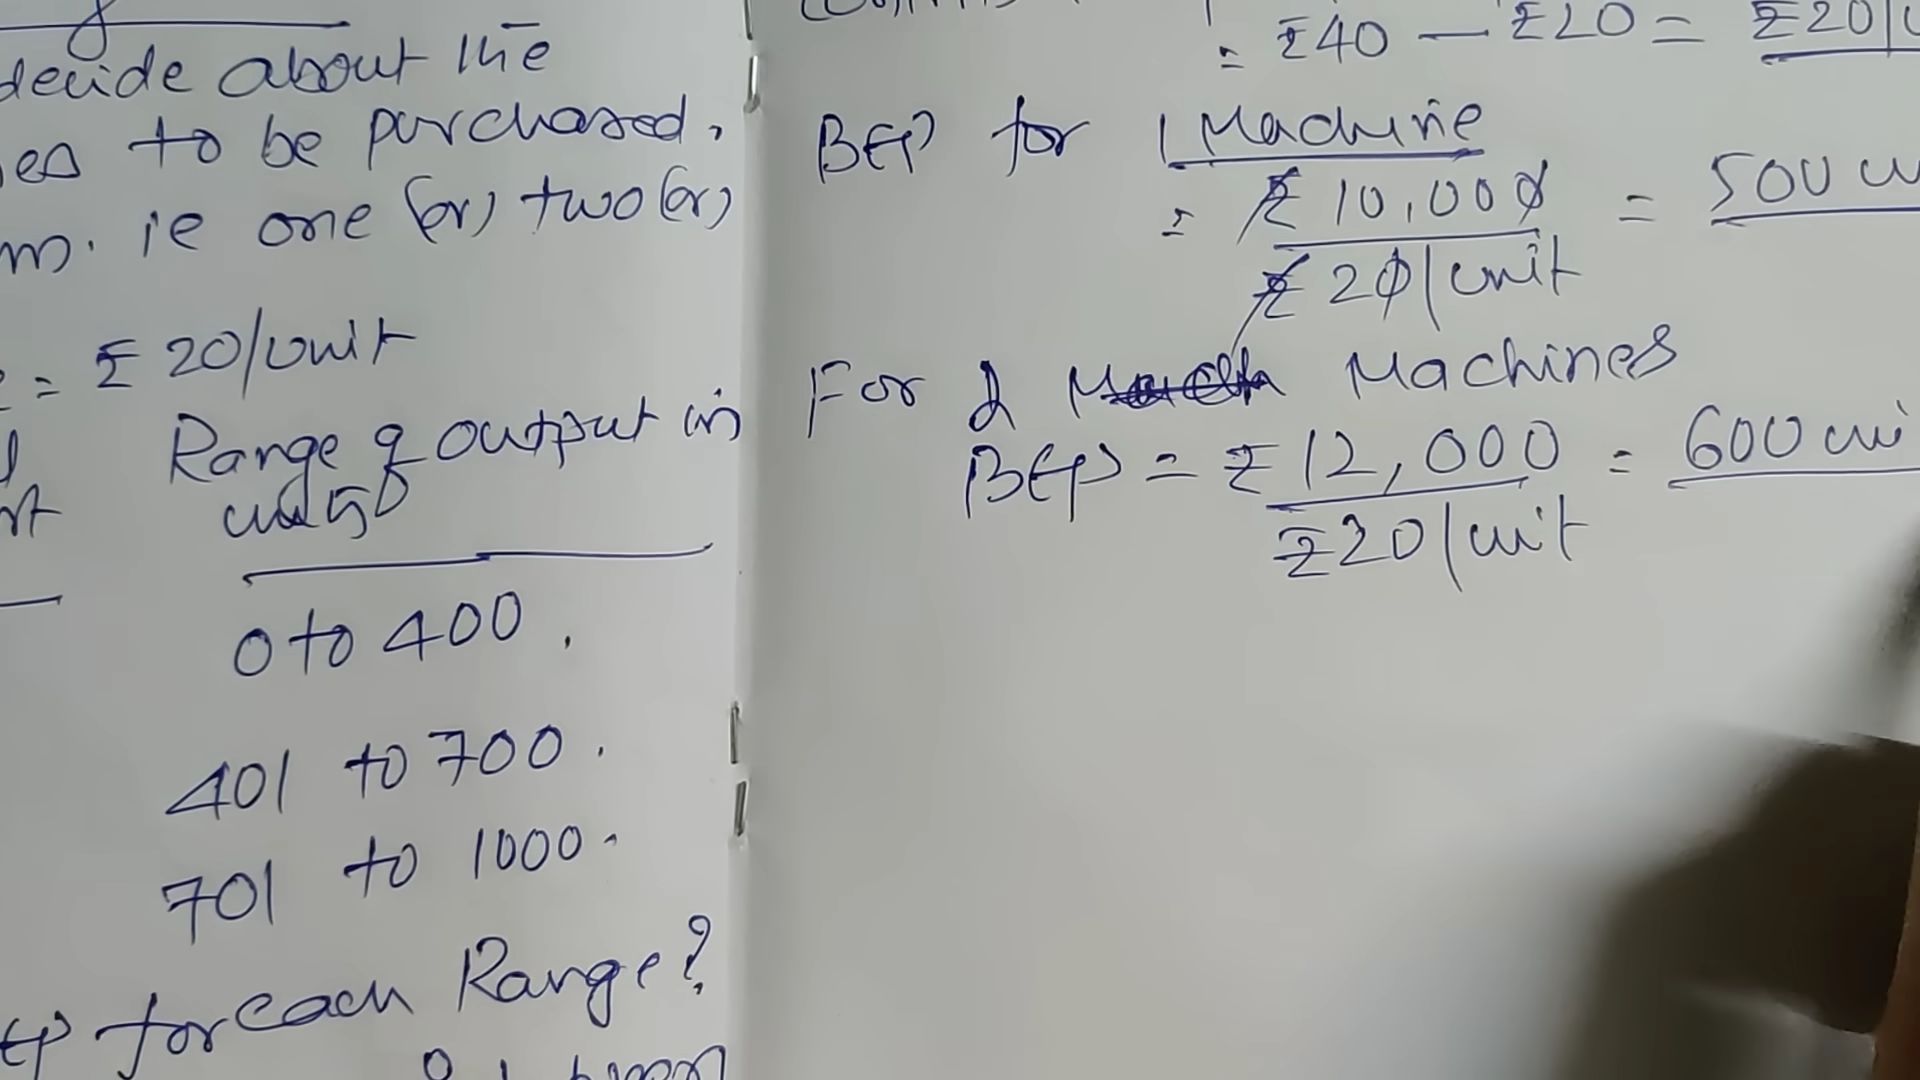 decide about the
to be purchased,
ie one (or) two (or)
= ₹20/unit
Range of output in
units
0 to 400.
401 to 700.
701 to 1000.
for each Range?
= ₹40 — ₹20 = ₹20/
BEP for 1 Machine
= ₹10,000 = 500
₹20/unit
For 2 Machines
BEP = ₹12,000 = 600
₹20/unit